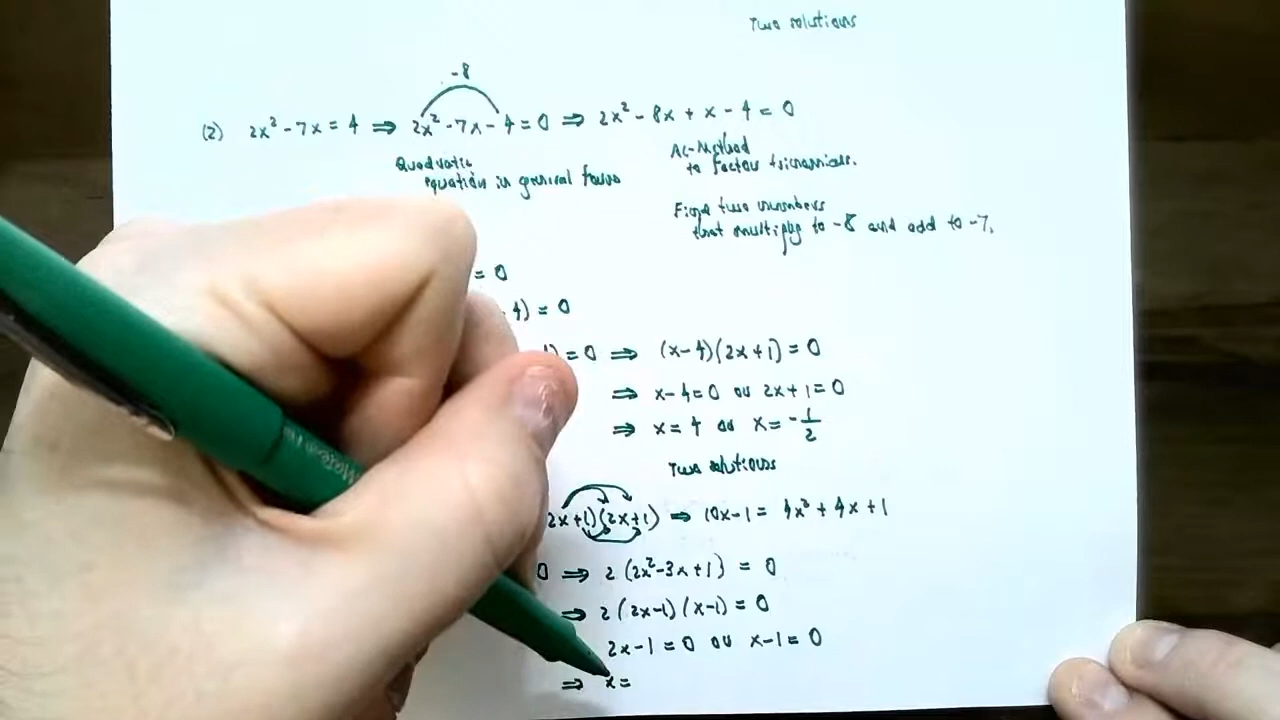 Two solutions
-8
(2) 2x² - 7x = 4 ⇒ 2x² - 7x - 4 = 0 ⇒ 2x² - 8x + x - 4 = 0
Quadratic equation in general form
AC-Method to factor trinomials.
Find two numbers that multiply to -8 and add to -7.
= 0
4) = 0
1) = 0 ⇒ (x-4)(2x+1) = 0
⇒ x-4=0 or 2x+1=0
⇒ x=4 or x=-1/2
Two solutions
2x+1)(2x+1) ⇒ 10x-1 = 4x² + 4x + 1
0 ⇒ 2(2x²-3x+1) = 0
⇒ 2(2x-1)(x-1) = 0
2x-1 = 0 or x-1 = 0
⇒ x =